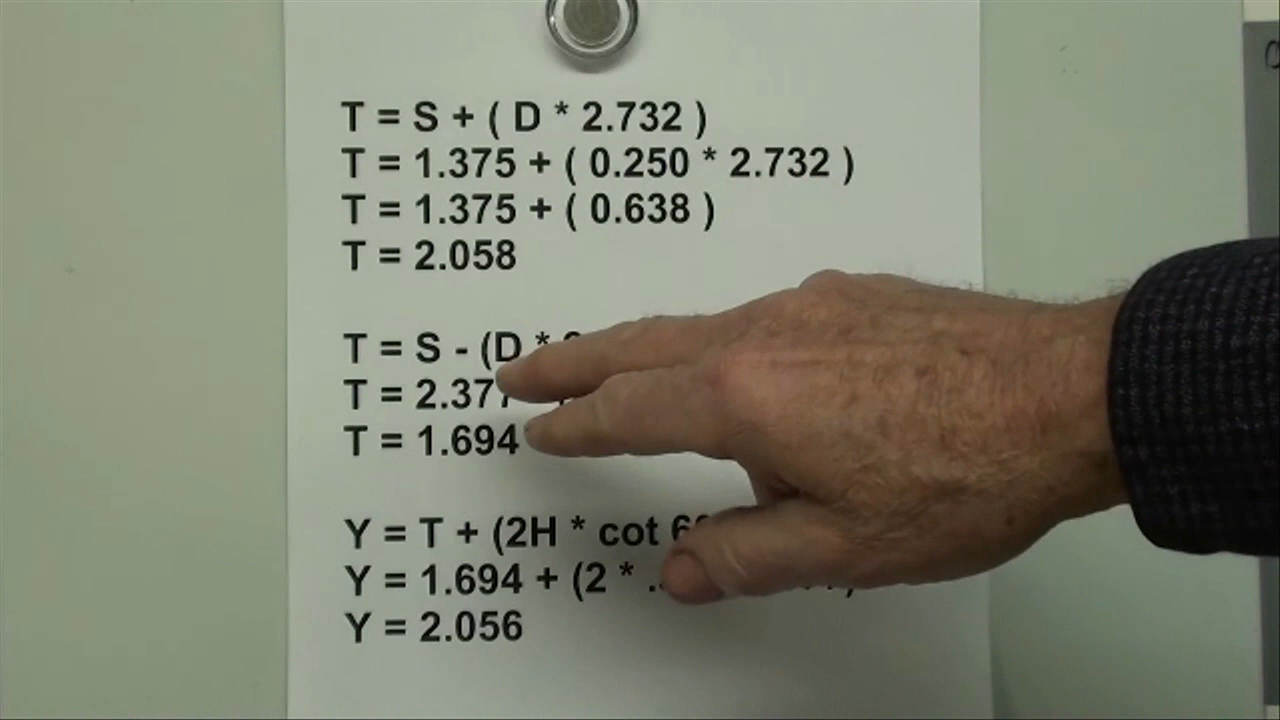 T = S + ( D * 2.732 )
T = 1.375 + ( 0.250 * 2.732 )
T = 1.375 + ( 0.638 )
T = 2.058
T = S - (D *
T = 2.377
T = 1.694
Y = T + (2H * cot
Y = 1.694 + (2 *
Y = 2.056